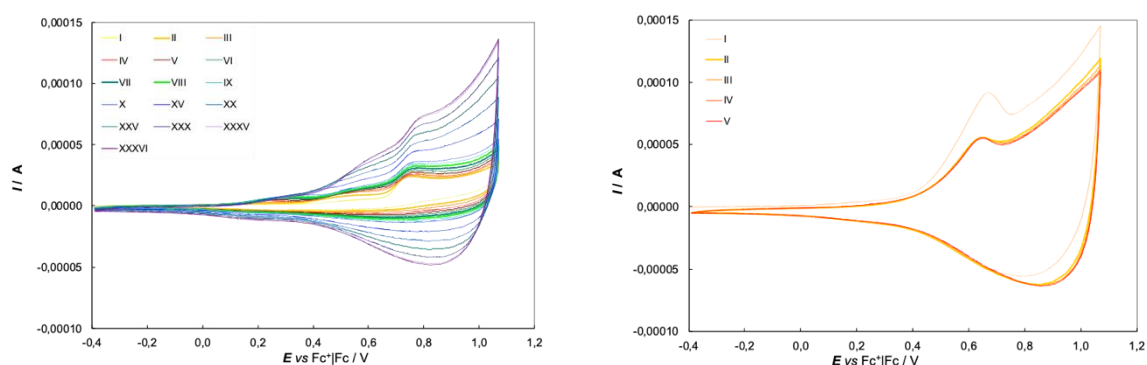 0,00015
0,00010
0,00005
0,00000
-0,00005
-0,00010
I / A
I II III
IV V VI
VII VIII IX
X XV XX
XXV XXX XXXV
XXXVI
-0,4 -0,2 0,0 0,2 0,4 0,6 0,8 1,0 1,2
E vs Fc⁺|Fc / V
0,00015
0,00010
0,00005
0,00000
-0,00005
-0,00010
I / A
I
II
III
IV
V
-0,4 -0,2 0,0 0,2 0,4 0,6 0,8 1,0 1,2
E vs Fc⁺|Fc / V